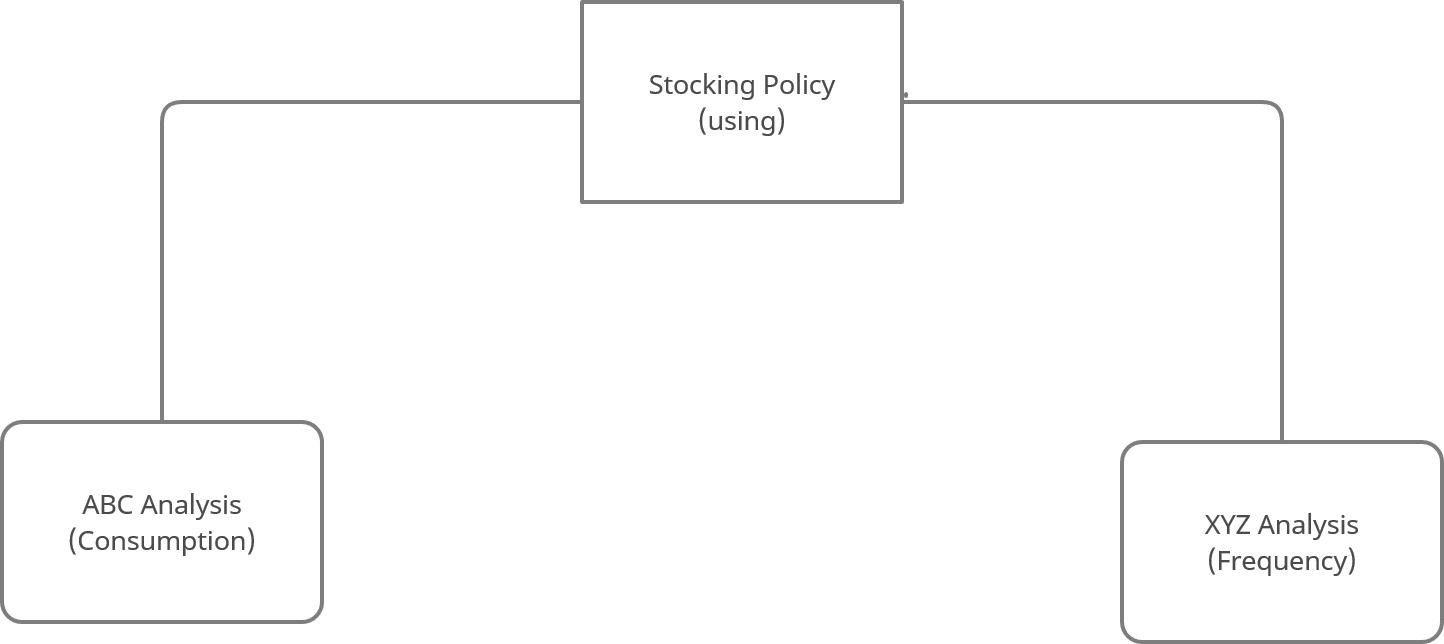 Stocking Policy
(using)
ABC Analysis
(Consumption)
XYZ Analysis
(Frequency)